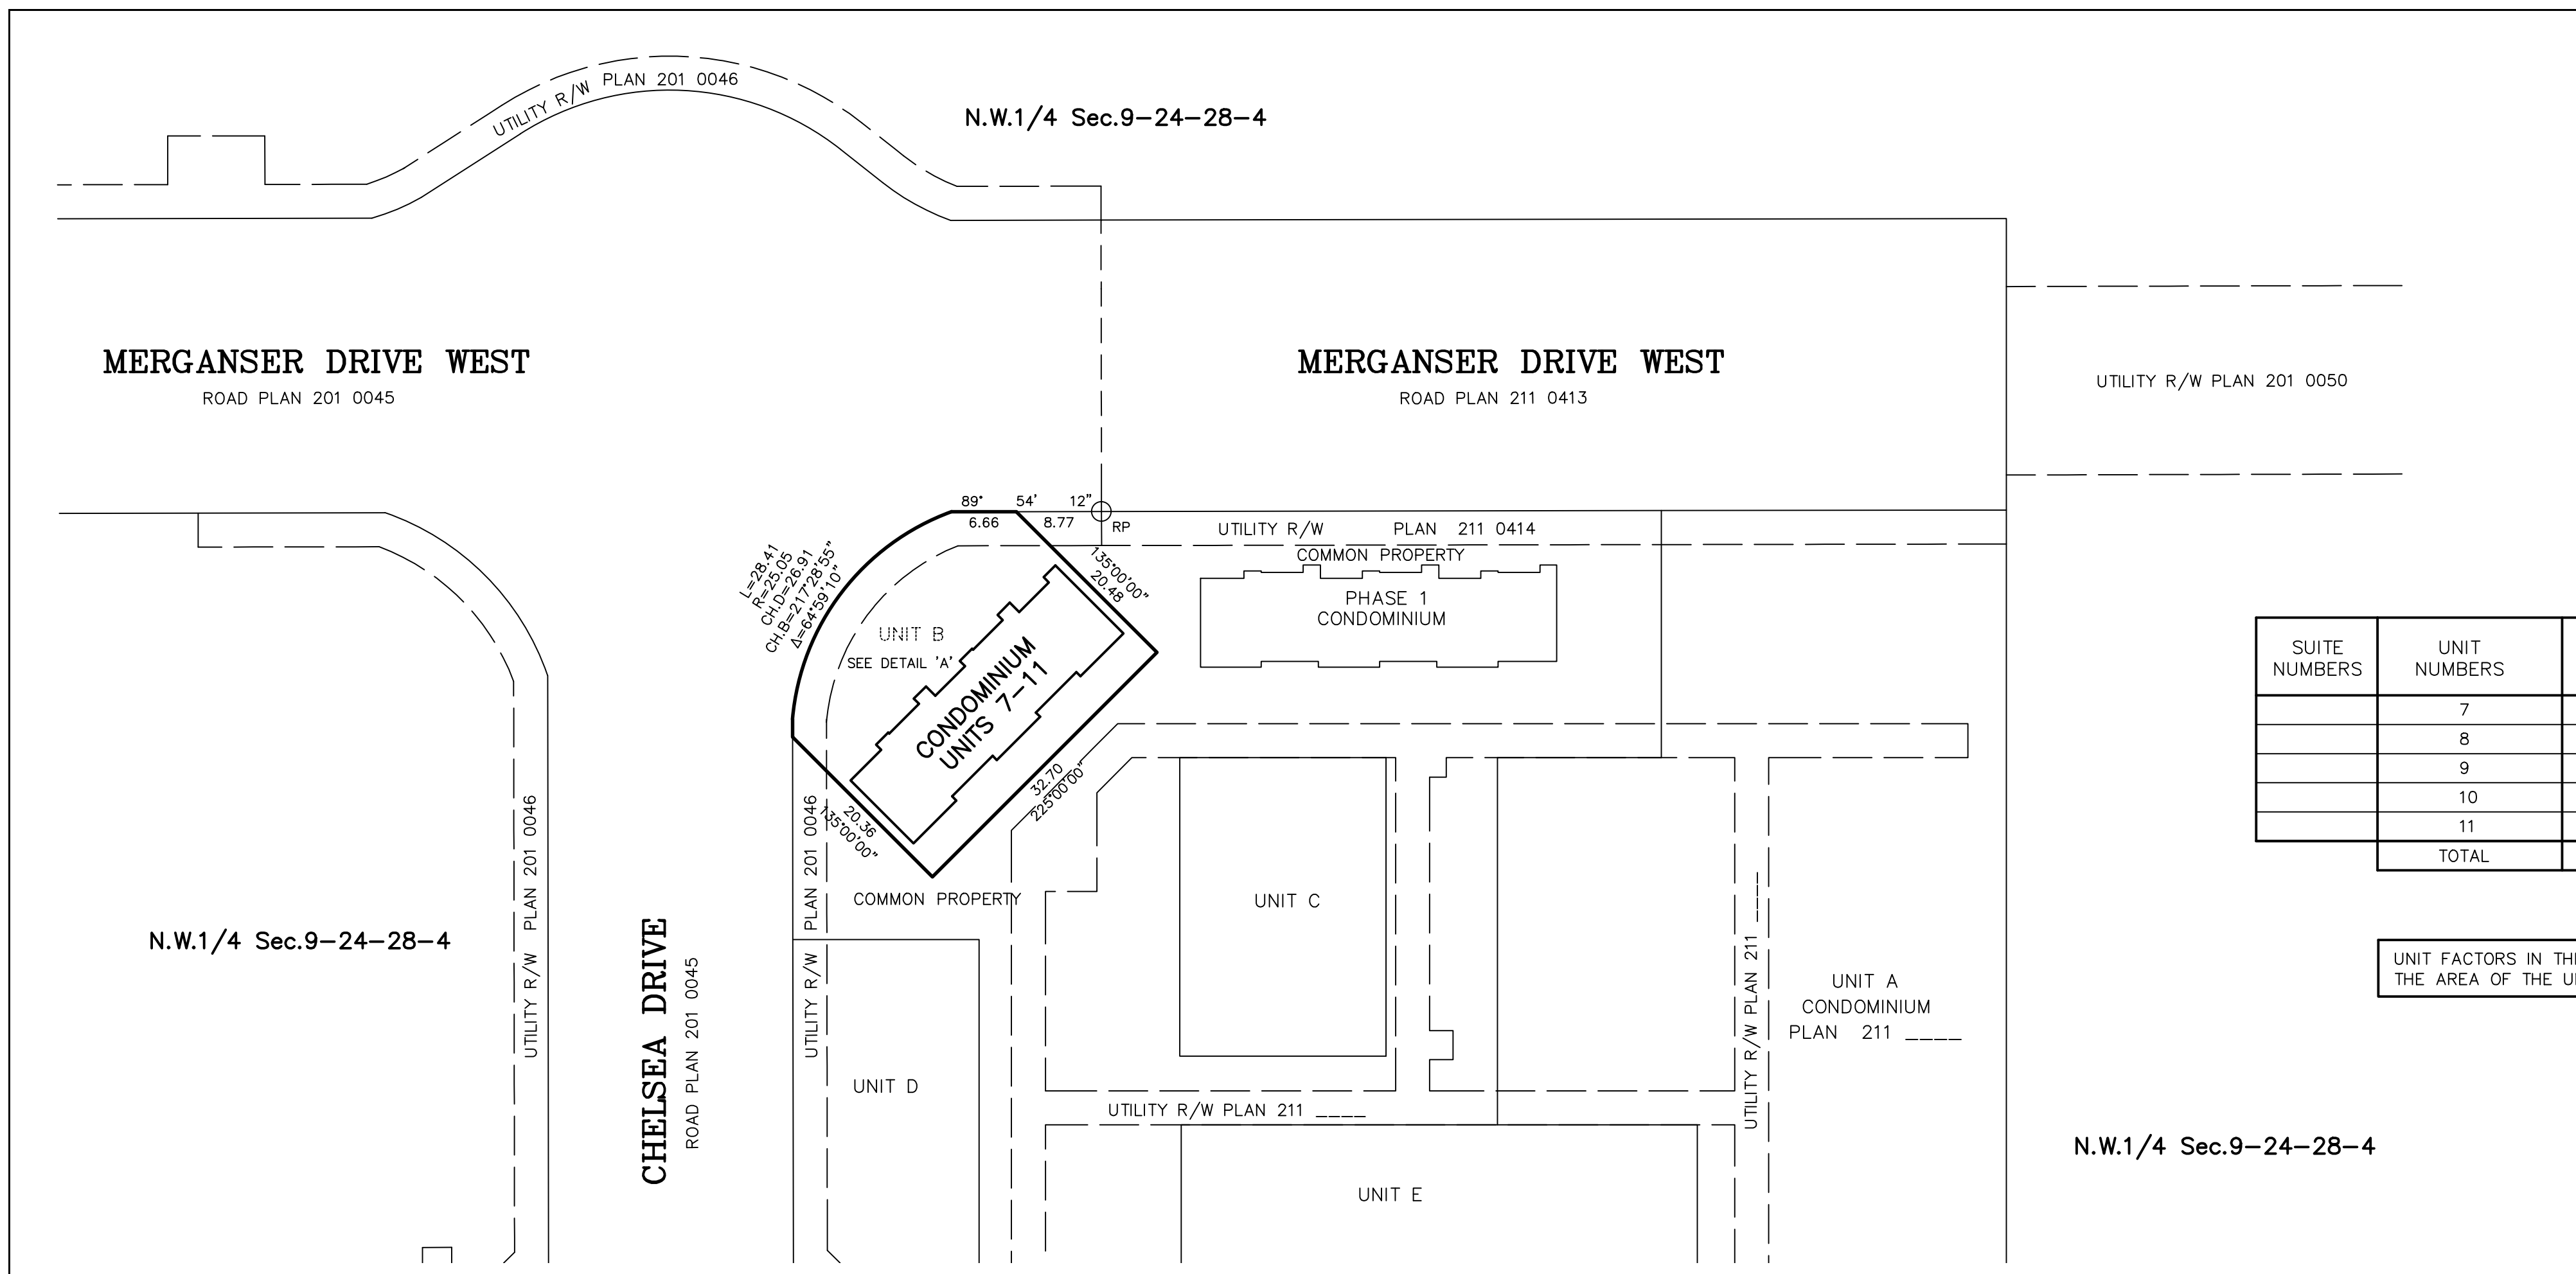 PLAN 201 0046
UTILITY R/W
N.W.1/4 Sec.9-24-28-4
MERGANSER DRIVE WEST
ROAD PLAN 201 0045
MERGANSER DRIVE WEST
ROAD PLAN 211 0413
UTILITY R/W PLAN 201 0050
89° 54' 12"
6.66 8.77 RP
UTILITY R/W PLAN 211 0414
COMMON PROPERTY
135°00'00"
20.48
L=28.41
R=25.05
CH.D=26.91
CH.B=217°28'55"
Δ=64°59'10"
PHASE 1
CONDOMINIUM
UNIT B
SEE DETAIL 'A'
CONDOMINIUM
UNITS 7-11
SUITE
NUMBERS
UNIT
NUMBERS
7
8
9
10
11
TOTAL
32.70
225°00'00"
20.36
135°00'00"
UTILITY R/W PLAN 201 0046
UTILITY R/W PLAN 201 0046
COMMON PROPERTY
UNIT C
N.W.1/4 Sec.9-24-28-4
CHELSEA DRIVE
ROAD PLAN 201 0045
UTILITY R/W PLAN 211 ____
UNIT A
CONDOMINIUM
PLAN 211 ____
UNIT FACTORS IN TH
THE AREA OF THE U
UNIT D
UTILITY R/W PLAN 211 ____
N.W.1/4 Sec.9-24-28-4
UNIT E